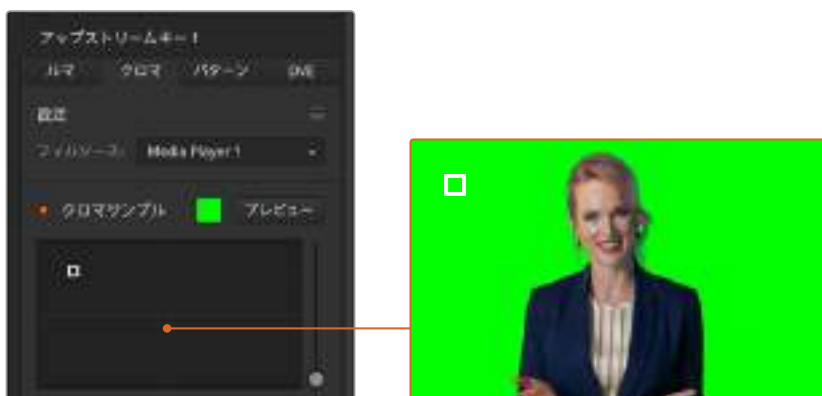 アップストリームキー 1
ルマ クロマ パターン DVE
設定
フィルソース: Media Player 1
クロマサンプル プレビュー